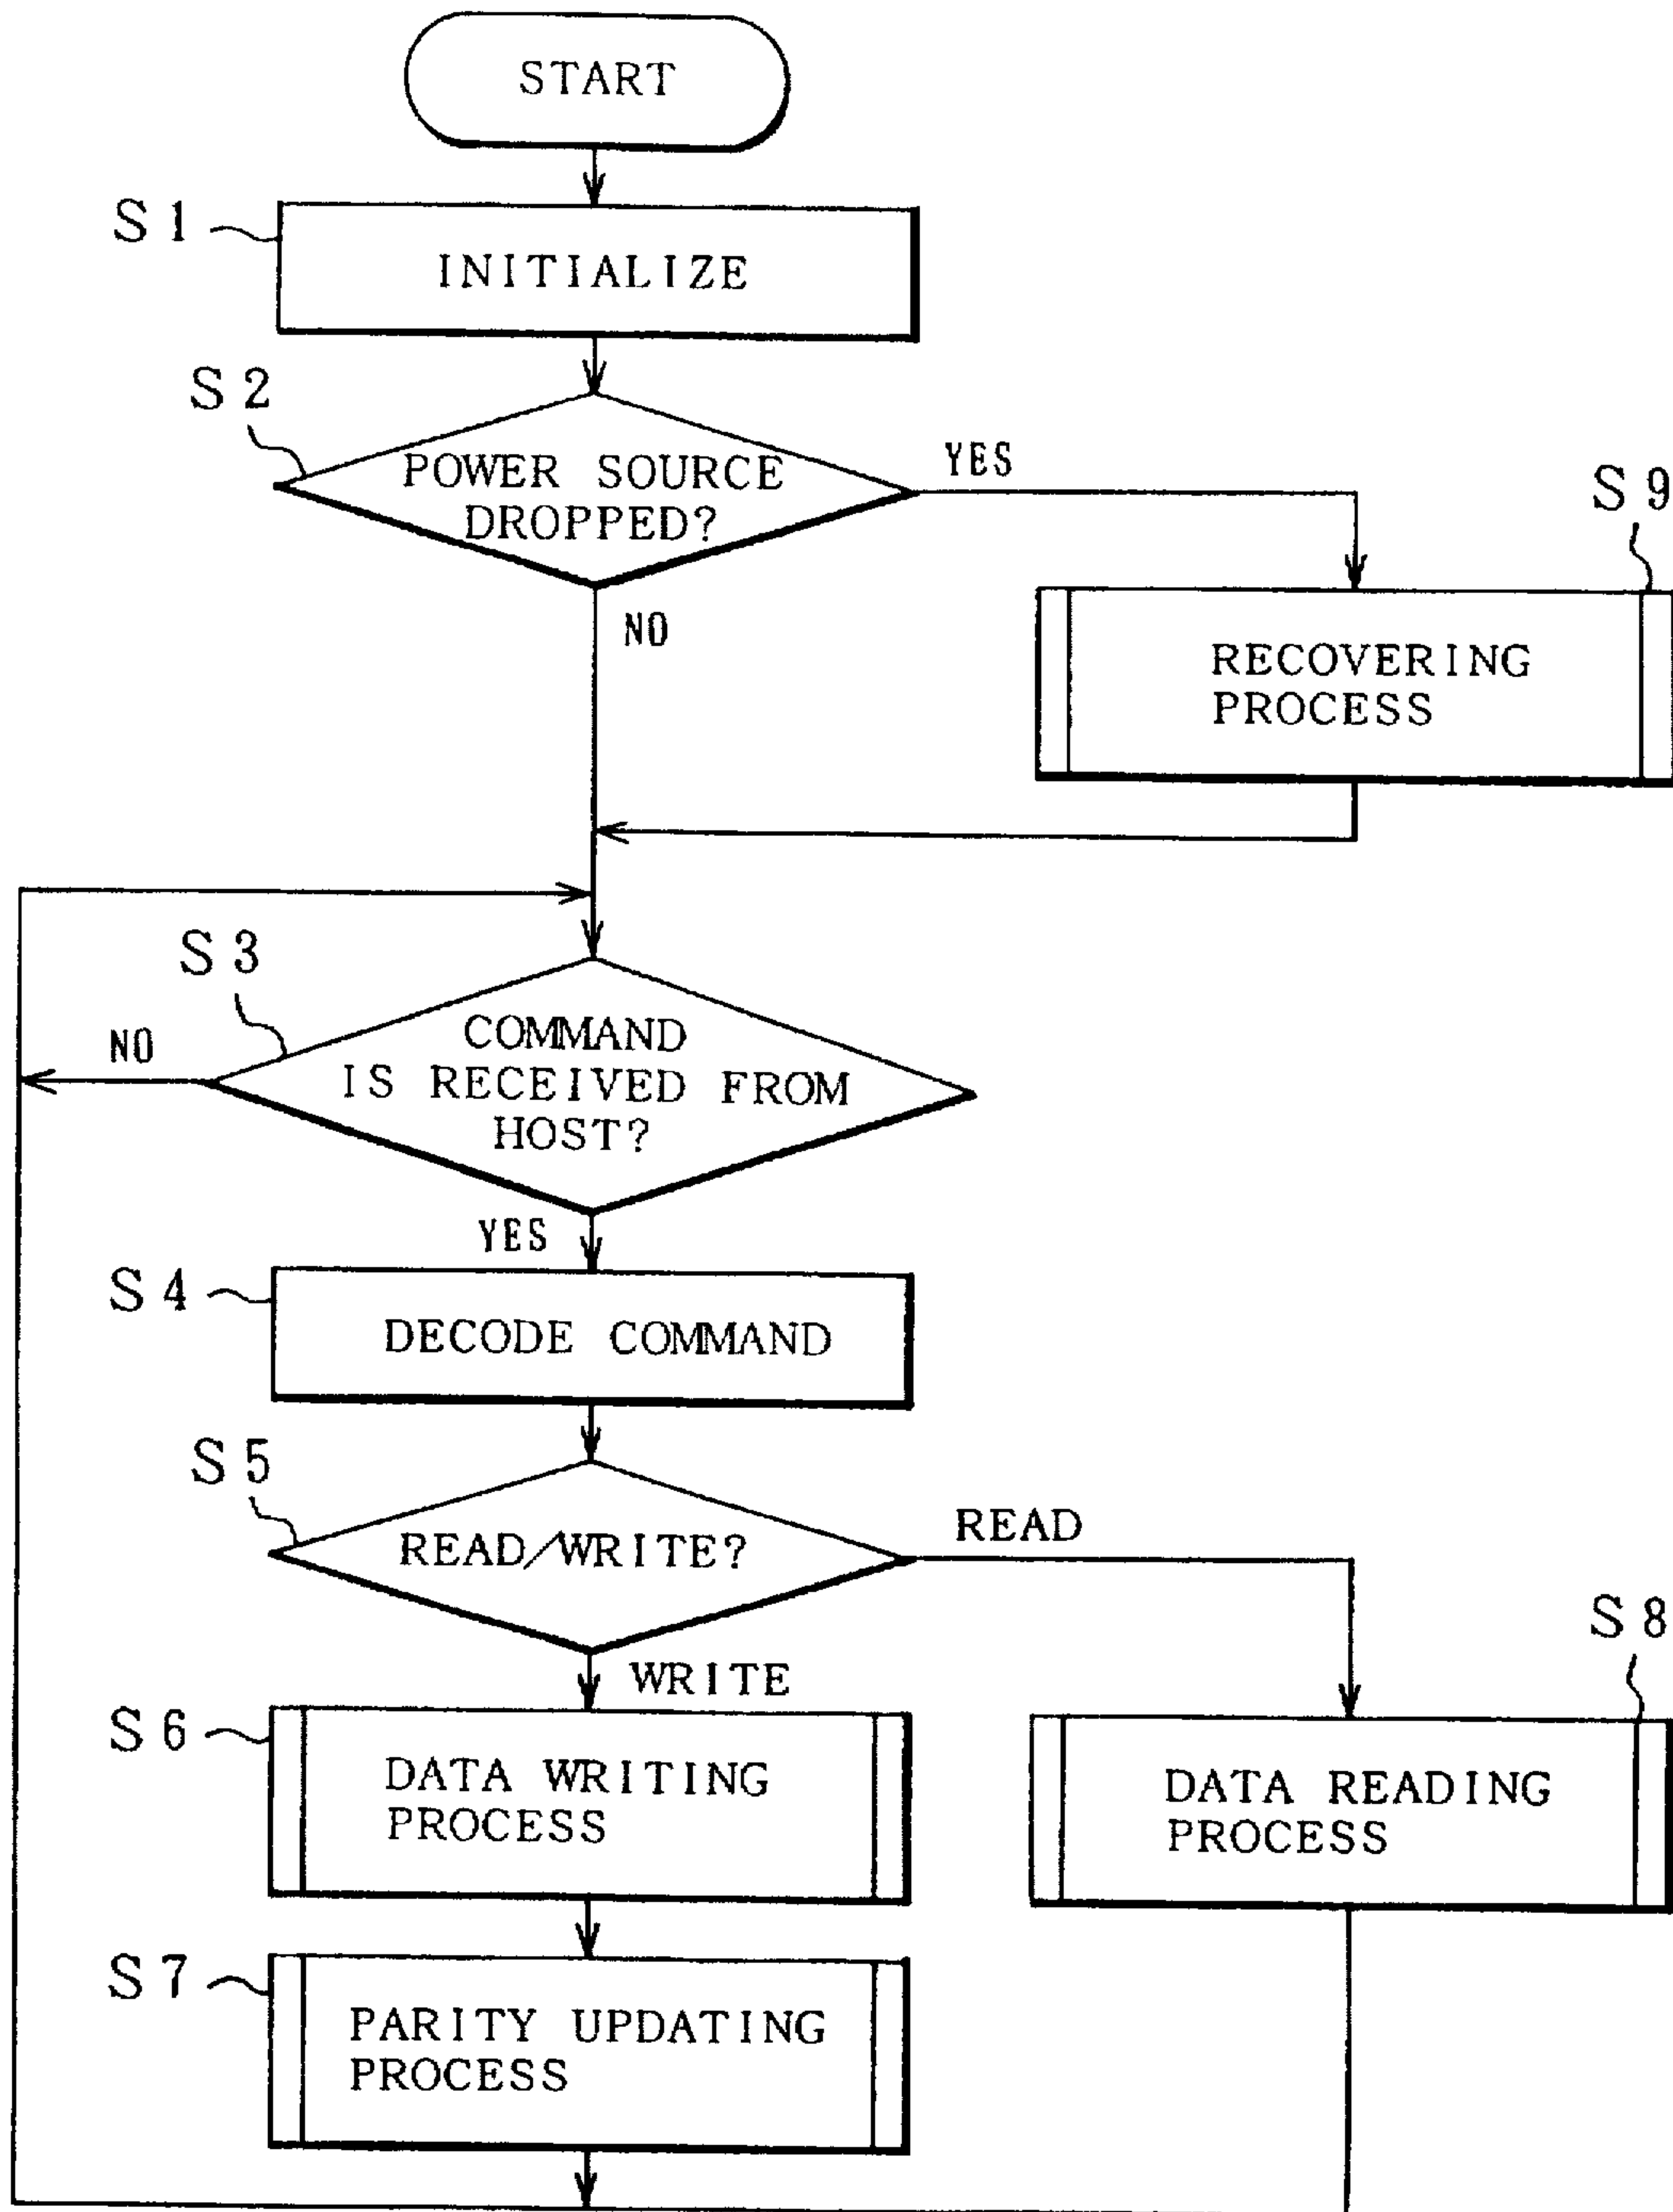 START
S1
INITIALIZE
S2
POWER SOURCE
DROPPED?
YES
NO
S9
RECOVERING
PROCESS
S3
COMMAND
IS RECEIVED FROM
HOST?
NO
YES
S4
DECODE COMMAND
S5
READ/WRITE?
READ
WRITE
S6
DATA WRITING
PROCESS
S8
DATA READING
PROCESS
S7
PARITY UPDATING
PROCESS